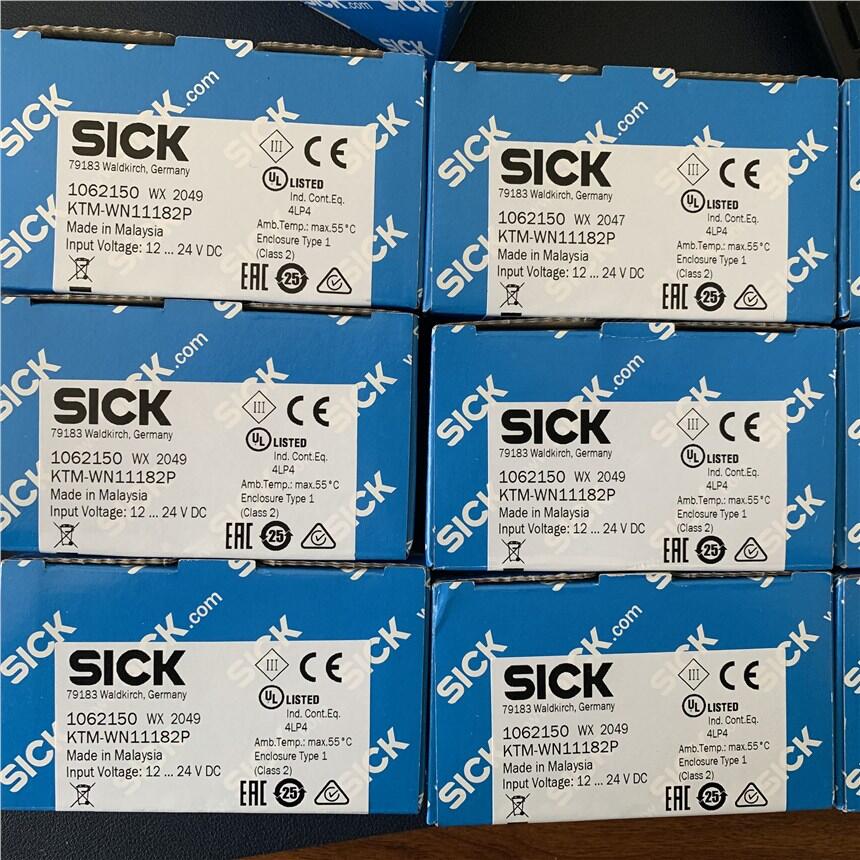 SICK
.com
SICK
79183 Waldkirch, Germany
1062150 WX 2049
KTM-WN11182P
Made in Malaysia
Input Voltage: 12 ... 24 V DC
III
CE
UL LISTED
Ind. Cont.Eq.
4LP4
Amb.Temp.: max.55°C
Enclosure Type 1
(Class 2)
EAC
25
SICK
.com
SICK
79183 Waldkirch, Germany
1062150 WX 2047
KTM-WN11182P
Made in Malaysia
Input Voltage: 12 ... 24 V DC
III
CE
UL LISTED
Ind. Cont.Eq.
4LP4
Amb.Temp.: max.55°C
Enclosure Type 1
(Class 2)
EAC
25
SICK
.com
SICK
79183 Waldkirch, Germany
1062150 WX 2049
KTM-WN11182P
Made in Malaysia
Input Voltage: 12 ... 24 V DC
III
CE
UL LISTED
Ind. Cont.Eq.
4LP4
Amb.Temp.: max.55°C
Enclosure Type 1
(Class 2)
EAC
25
SICK
.com
SICK
79183 Waldkirch, Germany
1062150 WX 2049
KTM-WN11182P
Made in Malaysia
Input Voltage: 12 ... 24 V DC
III
CE
UL LISTED
Ind. Cont.Eq.
4LP4
Amb.Temp.: max.55°C
Enclosure Type 1
(Class 2)
EAC
25
SICK
.com
SICK
79183 Waldkirch, Germany
1062150 WX 2049
KTM-WN11182P
Made in Malaysia
Input Voltage: 12 ... 24 V DC
III
CE
UL LISTED
Ind. Cont.Eq.
4LP4
Amb.Temp.: max.55°C
Enclosure Type 1
(Class 2)
EAC
25
SICK
.com
SICK
79183 Waldkirch, Germany
1062150 WX 2049
KTM-WN11182P
Made in Malaysia
Input Voltage: 12 ... 24 V DC
III
CE
UL LISTED
Ind. Cont.Eq.
4LP4
Amb.Temp.: max.55°C
Enclosure Type 1
(Class 2)
EAC
25